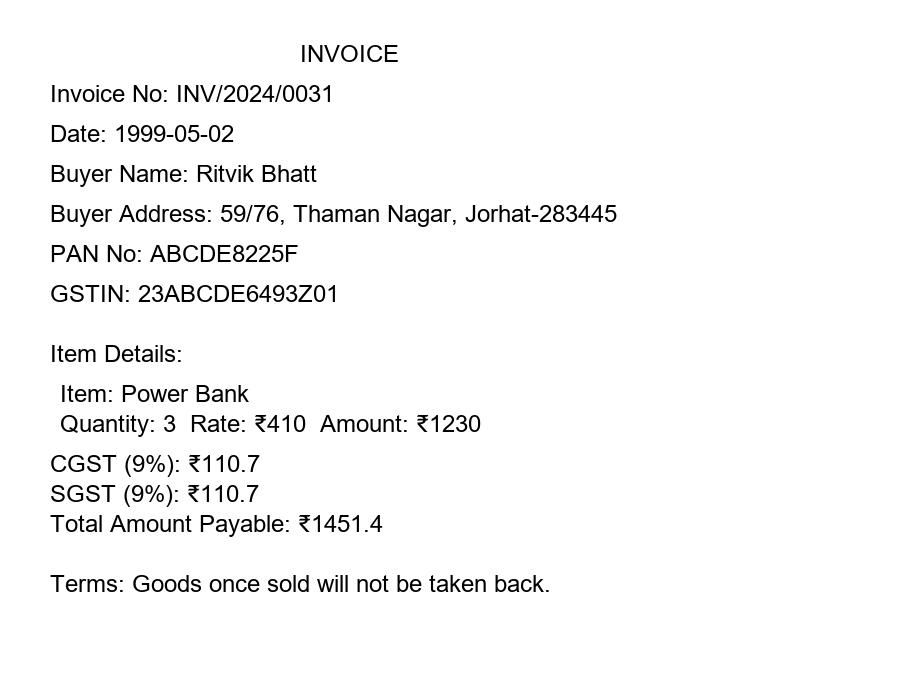 INVOICE
Invoice No: INV/2024/0031
Date: 1999-05-02
Buyer Name: Ritvik Bhatt
Buyer Address: 59/76, Thaman Nagar, Jorhat-283445
PAN No: ABCDE8225F
GSTIN: 23ABCDE6493Z01
Item Details:
Item: Power Bank
Quantity: 3  Rate: ₹410  Amount: ₹1230
CGST (9%): ₹110.7
SGST (9%): ₹110.7
Total Amount Payable: ₹1451.4
Terms: Goods once sold will not be taken back.